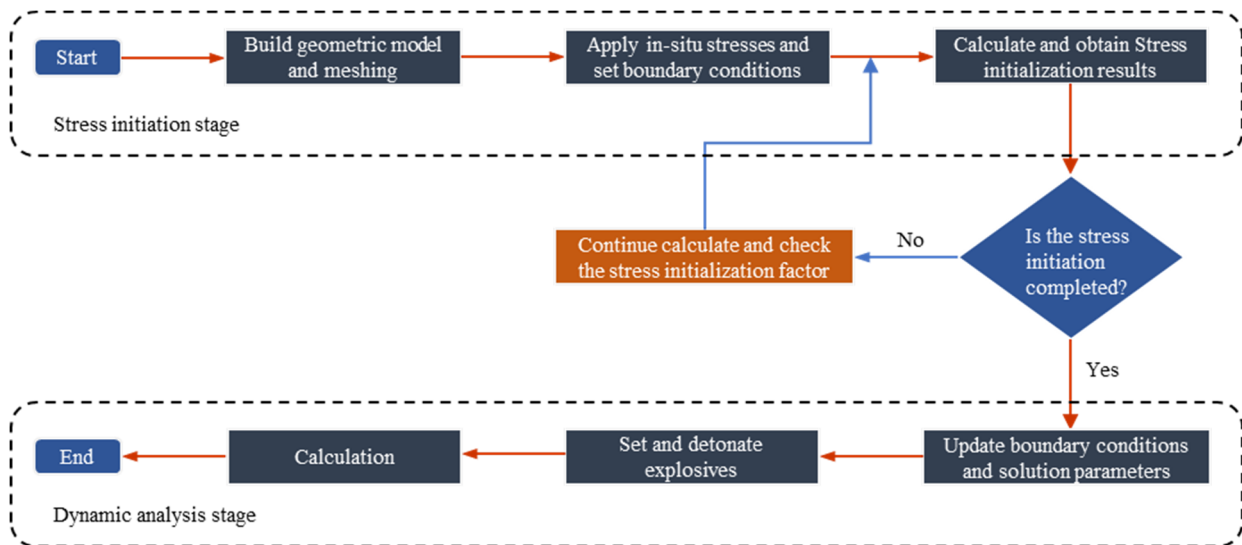 Start
Build geometric model
and meshing
Apply in-situ stresses and
set boundary conditions
Calculate and obtain Stress
initialization results
Stress initiation stage
Continue calculate and check
the stress initialization factor
No
Is the stress
initiation
completed?
Yes
End
Calculation
Set and detonate
explosives
Update boundary conditions
and solution parameters
Dynamic analysis stage